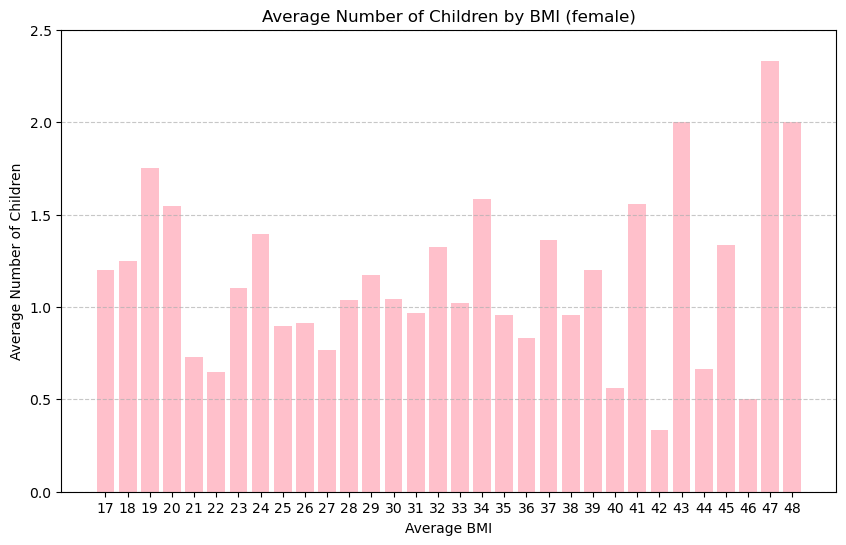 Average Number of Children by BMI (female)
Average Number of Children
2.5
2.0
1.5
1.0
0.5
0.0
17 18 19 20 21 22 23 24 25 26 27 28 29 30 31 32 33 34 35 36 37 38 39 40 41 42 43 44 45 46 47 48
Average BMI